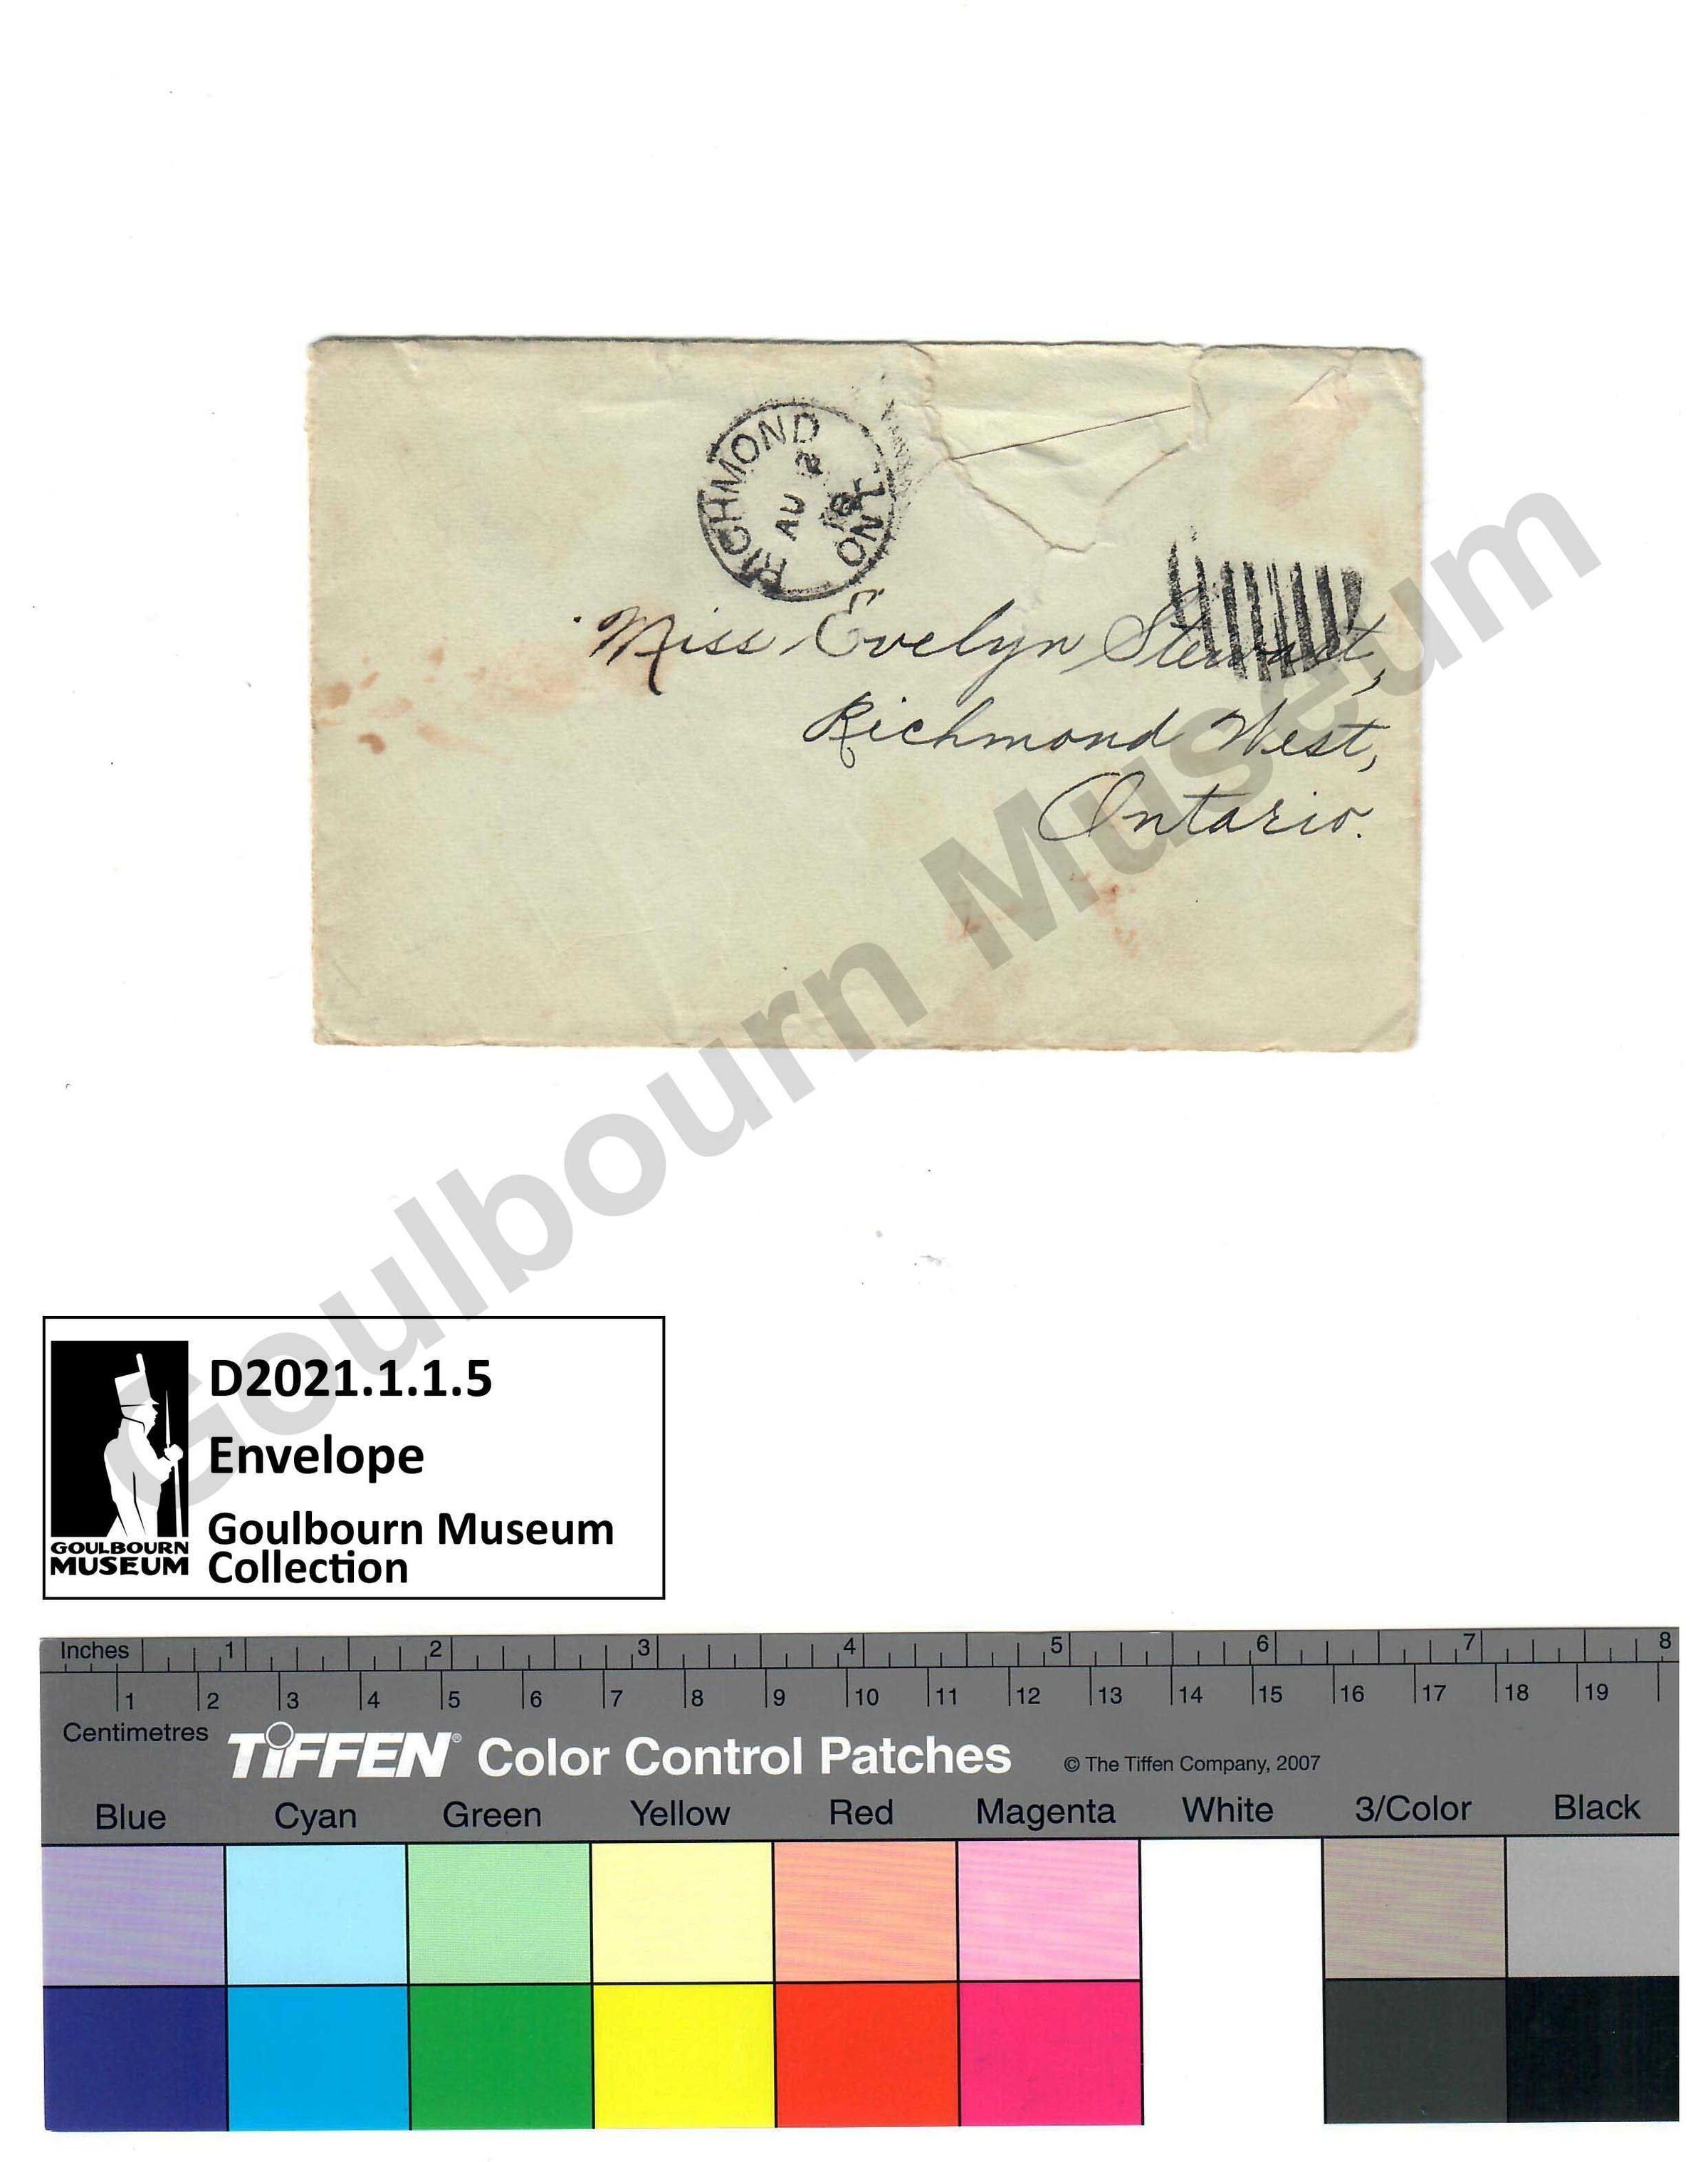 RICHMOND
AU 2
ONT
Miss Evelyn Stewart,
Richmond West,
Ontario.
Goulbourn Museum
D2021.1.1.5
Envelope
Goulbourn Museum
Collection
GOULBOURN
MUSEUM
Inches 1 2 3 4 5 6 7 8
1 2 3 4 5 6 7 8 9 10 11 12 13 14 15 16 17 18 19
Centimetres
TIFFEN® Color Control Patches © The Tiffen Company, 2007
Blue Cyan Green Yellow Red Magenta White 3/Color Black